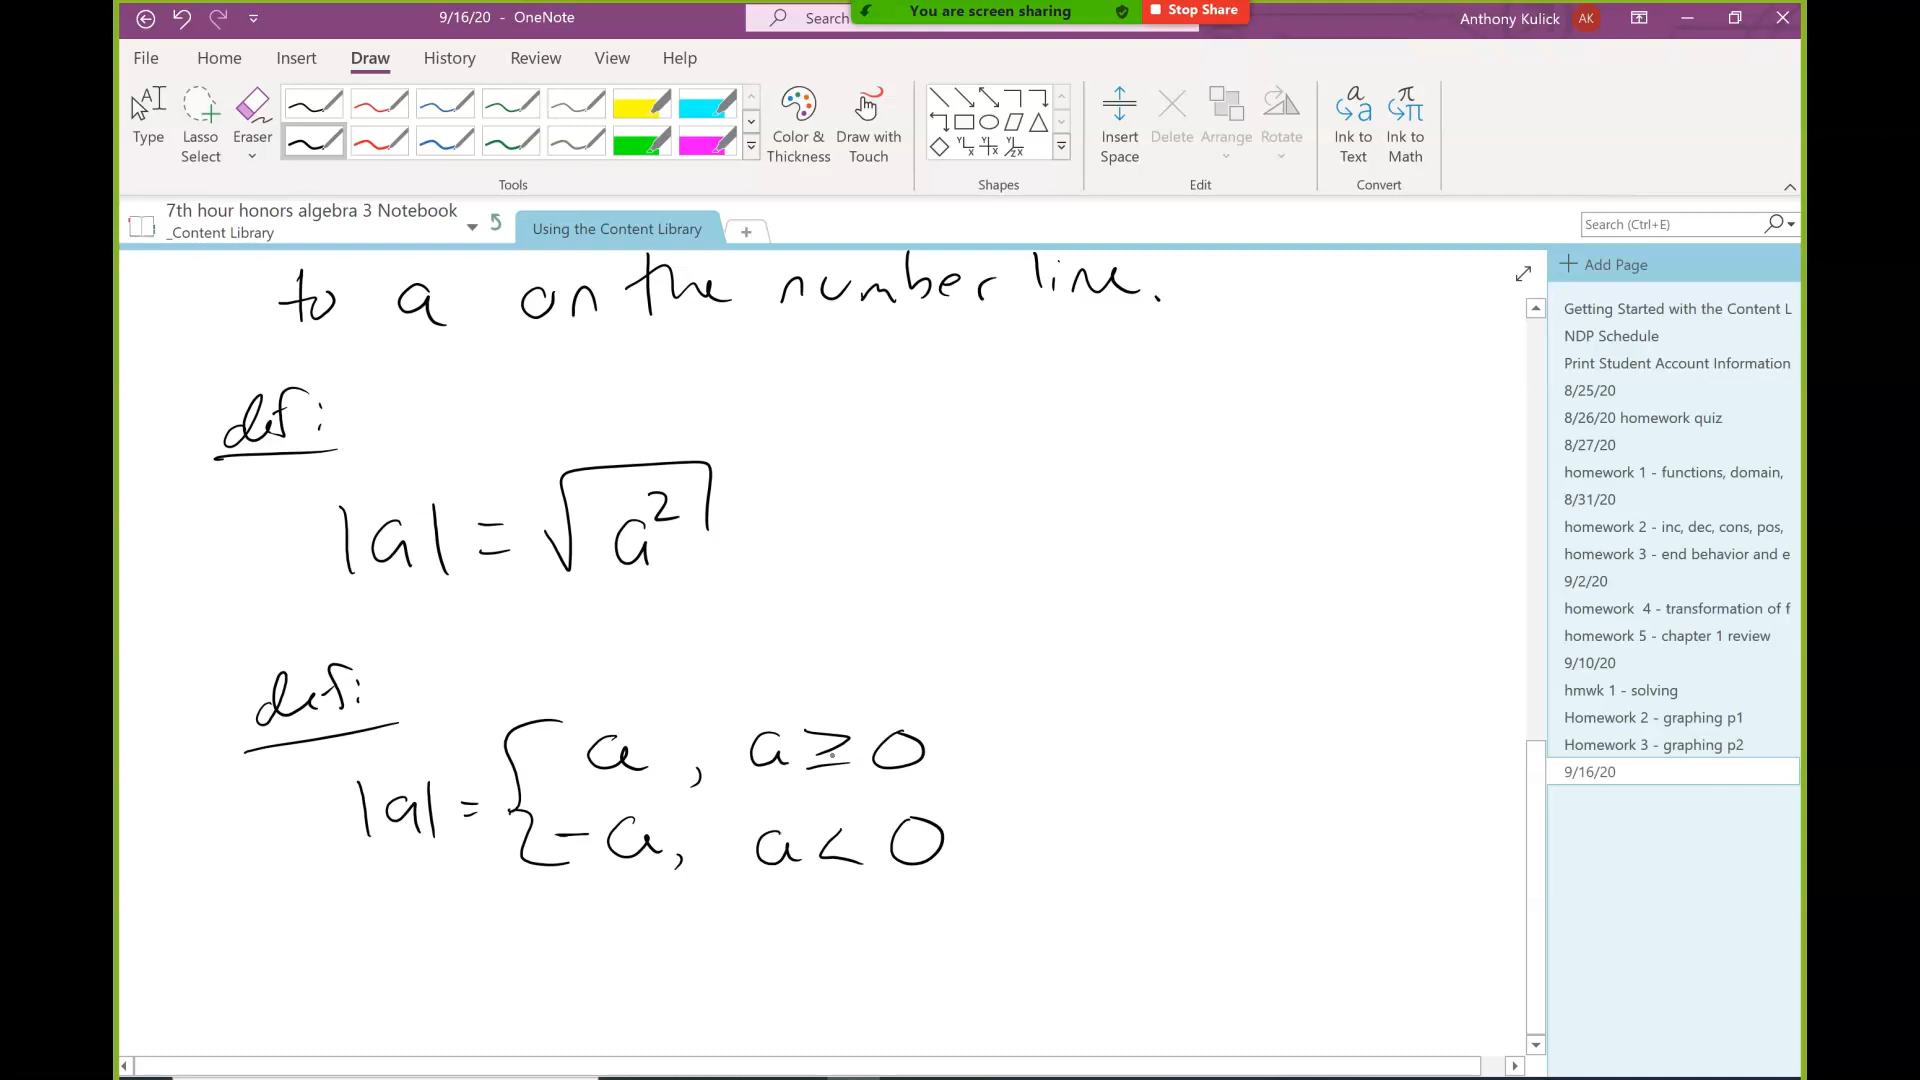 9/16/20 - OneNote
Search
You are screen sharing
Stop Share
Anthony Kulick
AK
File Home Insert Draw History Review View Help
Type
Lasso Select
Eraser
Color & Thickness
Draw with Touch
Insert Space
Delete
Arrange
Rotate
Ink to Text
Ink to Math
Tools
Shapes
Edit
Convert
7th hour honors algebra 3 Notebook
_Content Library
Using the Content Library
Search (Ctrl+E)
to a on the number line.
def:
|a| = √a²
def:
|a| = { a, a ≥ 0
-a, a < 0
Add Page
Getting Started with the Content L
NDP Schedule
Print Student Account Information
8/25/20
8/26/20 homework quiz
8/27/20
homework 1 - functions, domain,
8/31/20
homework 2 - inc, dec, cons, pos,
homework 3 - end behavior and e
9/2/20
homework 4 - transformation of f
homework 5 - chapter 1 review
9/10/20
hmwk 1 - solving
Homework 2 - graphing p1
Homework 3 - graphing p2
9/16/20